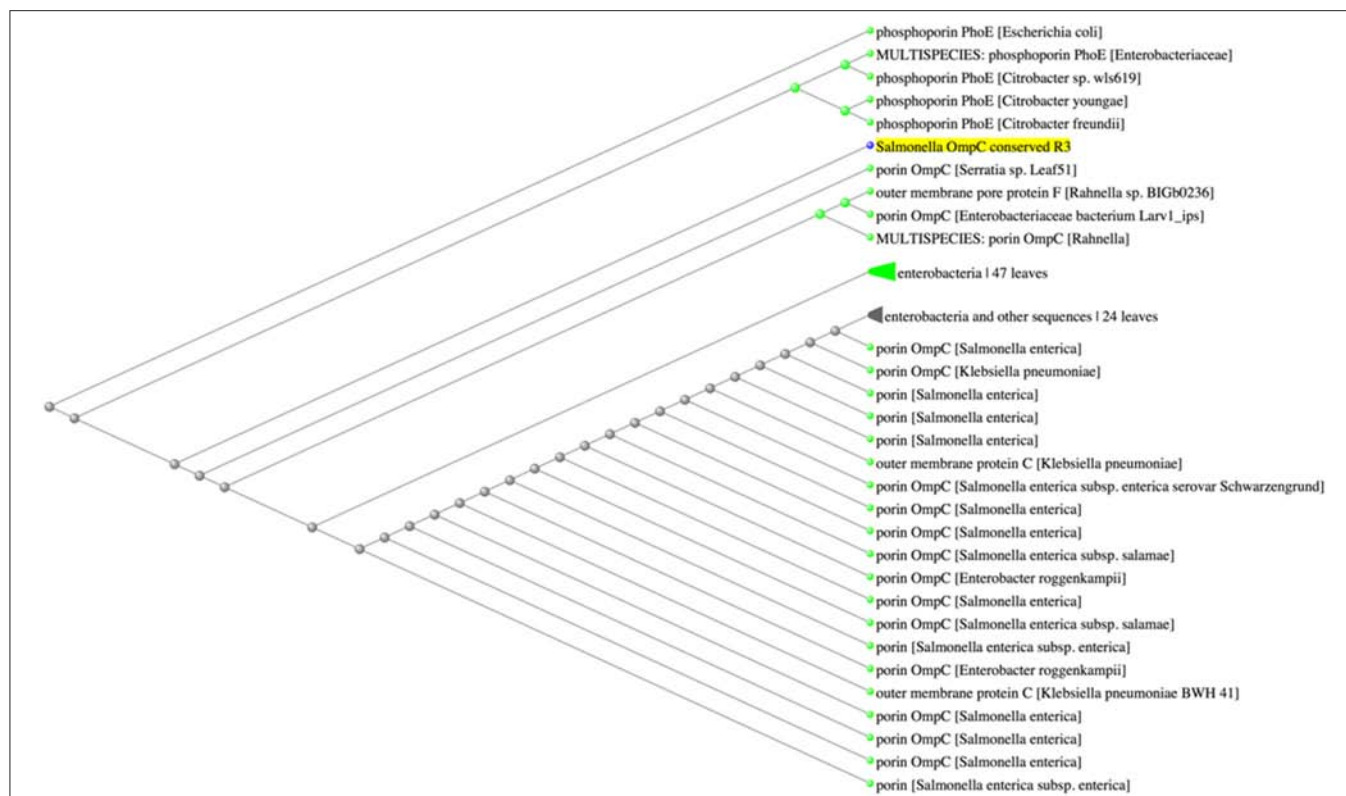 phosphoporin PhoE [Escherichia coli]
MULTISPECIES: phosphoporin PhoE [Enterobacteriaceae]
phosphoporin PhoE [Citrobacter sp. wls619]
phosphoporin PhoE [Citrobacter youngae]
phosphoporin PhoE [Citrobacter freundii]
Salmonella OmpC conserved R3
porin OmpC [Serratia sp. Leaf51]
outer membrane pore protein F [Rahnella sp. BIGb0236]
porin OmpC [Enterobacteriaceae bacterium Larv1_ips]
MULTISPECIES: porin OmpC [Rahnella]
enterobacteria | 47 leaves
enterobacteria and other sequences | 24 leaves
porin OmpC [Salmonella enterica]
porin OmpC [Klebsiella pneumoniae]
porin [Salmonella enterica]
porin [Salmonella enterica]
porin [Salmonella enterica]
outer membrane protein C [Klebsiella pneumoniae]
porin OmpC [Salmonella enterica subsp. enterica serovar Schwarzengrund]
porin OmpC [Salmonella enterica]
porin OmpC [Salmonella enterica]
porin OmpC [Salmonella enterica subsp. salamae]
porin OmpC [Enterobacter roggenkampii]
porin OmpC [Salmonella enterica]
porin OmpC [Salmonella enterica subsp. salamae]
porin [Salmonella enterica subsp. enterica]
porin OmpC [Enterobacter roggenkampii]
outer membrane protein C [Klebsiella pneumoniae BWH 41]
porin OmpC [Salmonella enterica]
porin OmpC [Salmonella enterica]
porin OmpC [Salmonella enterica]
porin [Salmonella enterica subsp. enterica]